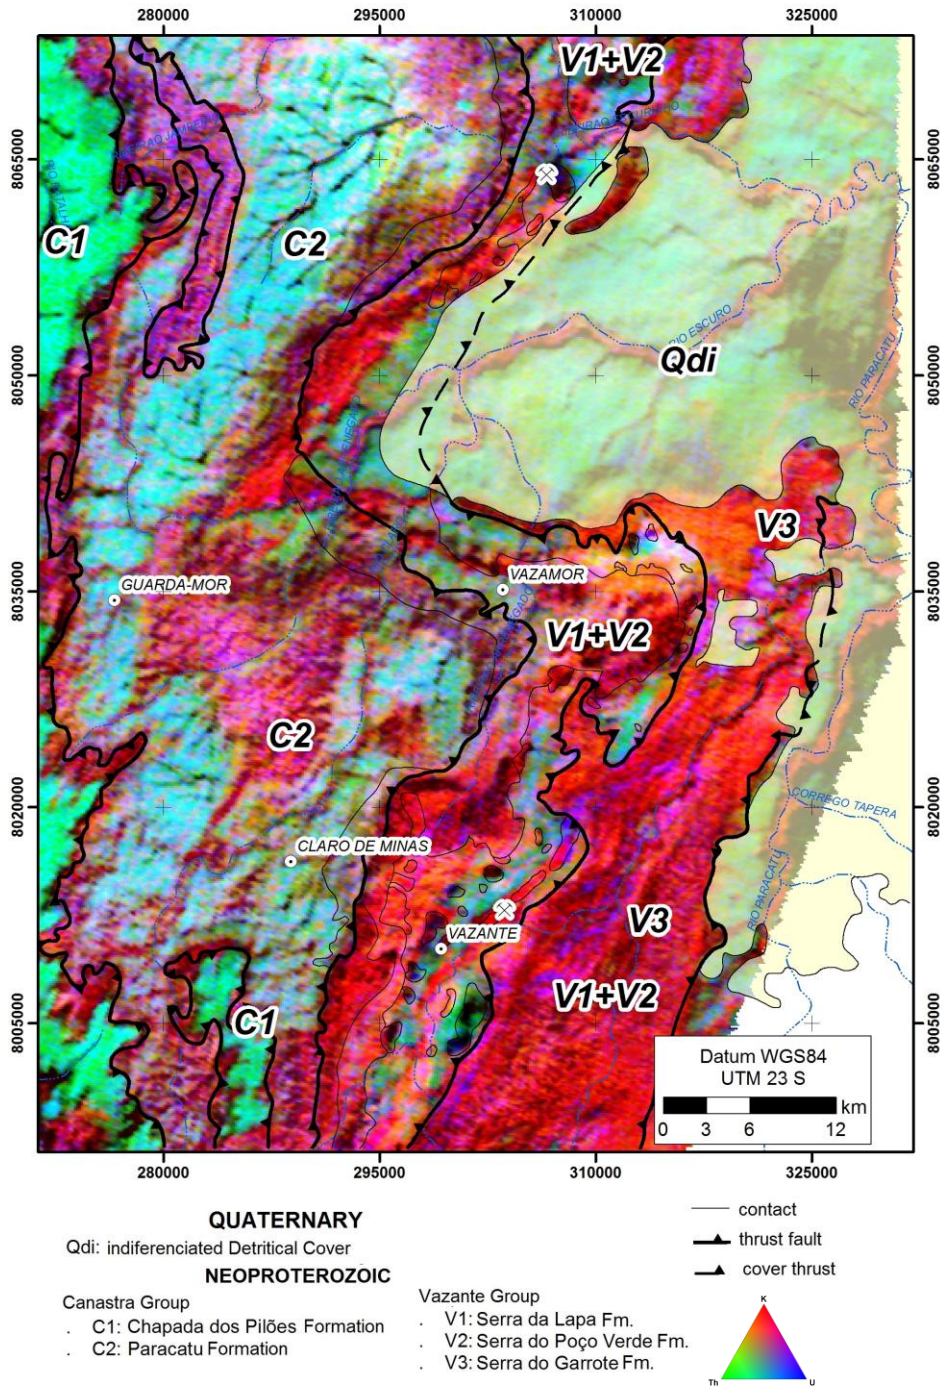 280000 295000 310000 325000
V1+V2
8065000
8065000
C1
C2
RIO ESCURO
Qdi
RIO PARACATU
8050000
8050000
V3
GUARDA-MOR
VAZAMOR
8035000
8035000
V1+V2
C2
8020000
8020000
CORREGO TAPERA
CLARO DE MINAS
RIO PARACATU
VAZANTE
V3
V1+V2
C1
8005000
8005000
Datum WGS84
UTM 23 S
km
0 3 6 12
280000 295000 310000 325000
QUATERNARY
Qdi: indiferenciated Detritical Cover
NEOPROTEROZOIC
Canastra Group
. C1: Chapada dos Pilões Formation
. C2: Paracatu Formation
Vazante Group
. V1: Serra da Lapa Fm.
. V2: Serra do Poço Verde Fm.
. V3: Serra do Garrote Fm.
contact
thrust fault
cover thrust
K
Th U